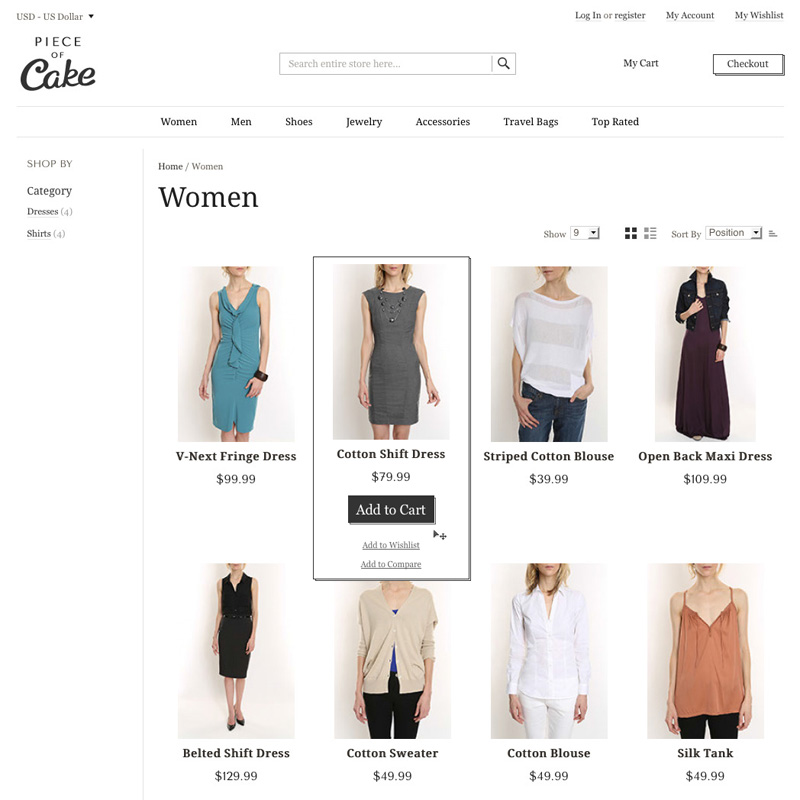 USD - US Dollar
Log In or register My Account My Wishlist
PIECE
OF
Cake
Search entire store here...
My Cart
Checkout
Women Men Shoes Jewelry Accessories Travel Bags Top Rated
SHOP BY
Category
Dresses (4)
Shirts (4)
Home / Women
Women
Show 9 Sort By Position
V-Next Fringe Dress
$99.99
Cotton Shift Dress
$79.99
Add to Cart
Add to Wishlist
Add to Compare
Striped Cotton Blouse
$39.99
Open Back Maxi Dress
$109.99
Belted Shift Dress
$129.99
Cotton Sweater
$49.99
Cotton Blouse
$49.99
Silk Tank
$49.99